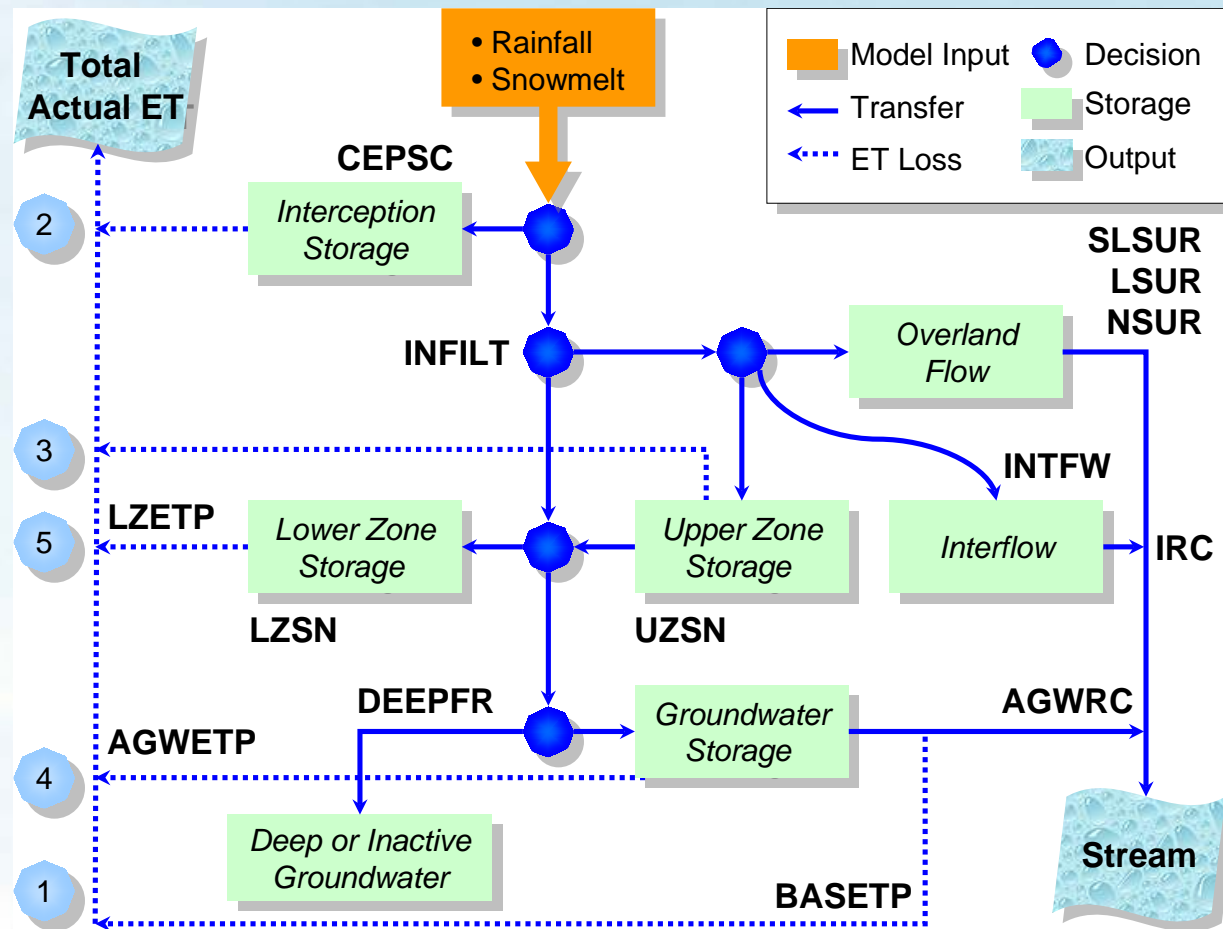 Total
Actual ET
• Rainfall
• Snowmelt
Model Input
Decision
Transfer
Storage
ET Loss
Output
CEPSC
2
Interception
Storage
SLSUR
LSUR
NSUR
INFILT
Overland
Flow
3
INTFW
LZETP
5
Lower Zone
Storage
Upper Zone
Storage
Interflow
IRC
LZSN
UZSN
DEEPFR
Groundwater
Storage
AGWRC
AGWETP
4
Deep or Inactive
Groundwater
Stream
1
BASETP